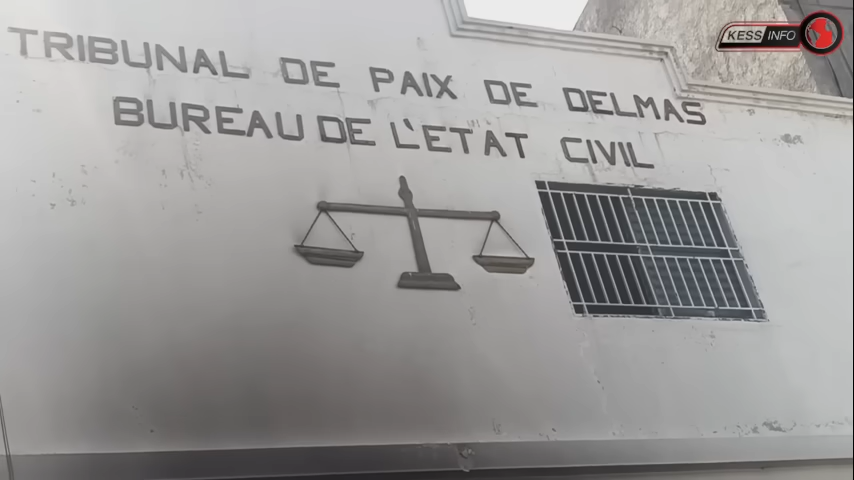 KESS INFO
TRIBUNAL DE PAIX DE DELMAS
BUREAU DE L'ETAT CIVIL